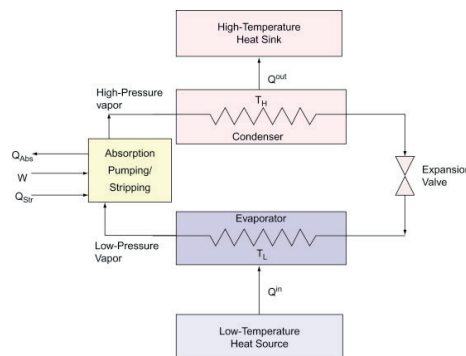 High-Temperature
Heat Sink
Q^out
High-Pressure
vapor
T_H
Condenser
Q_Abs
W
Q_Str
Absorption
Pumping/
Stripping
Expansion
Valve
Low-Pressure
Vapor
Evaporator
T_L
Q^in
Low-Temperature
Heat Source